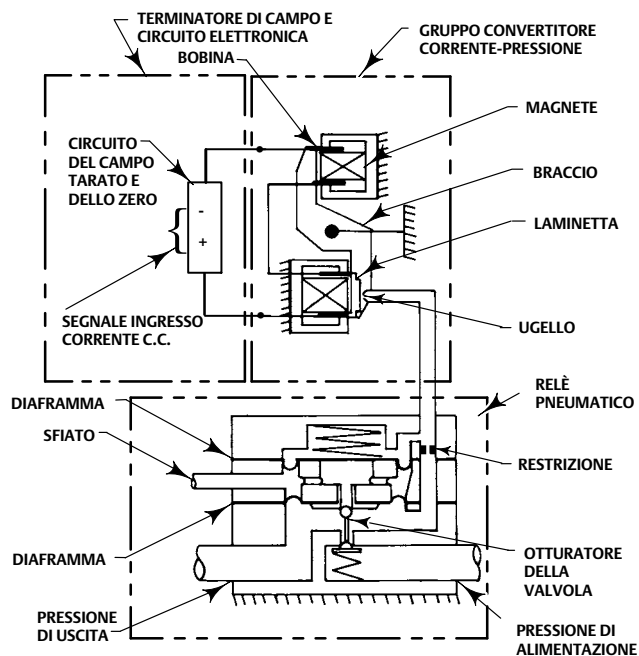 TERMINATORE DI CAMPO E
CIRCUITO ELETTRONICA
BOBINA
GRUPPO CONVERTITORE
CORRENTE-PRESSIONE
MAGNETE
CIRCUITO
DEL CAMPO
TARATO E
DELLO ZERO
BRACCIO
-
+
LAMINETTA
SEGNALE INGRESSO
CORRENTE C.C.
UGELLO
RELÈ
PNEUMATICO
DIAFRAMMA
SFIATO
RESTRIZIONE
DIAFRAMMA
OTTURATORE
DELLA
VALVOLA
PRESSIONE
DI USCITA
PRESSIONE DI
ALIMENTAZIONE